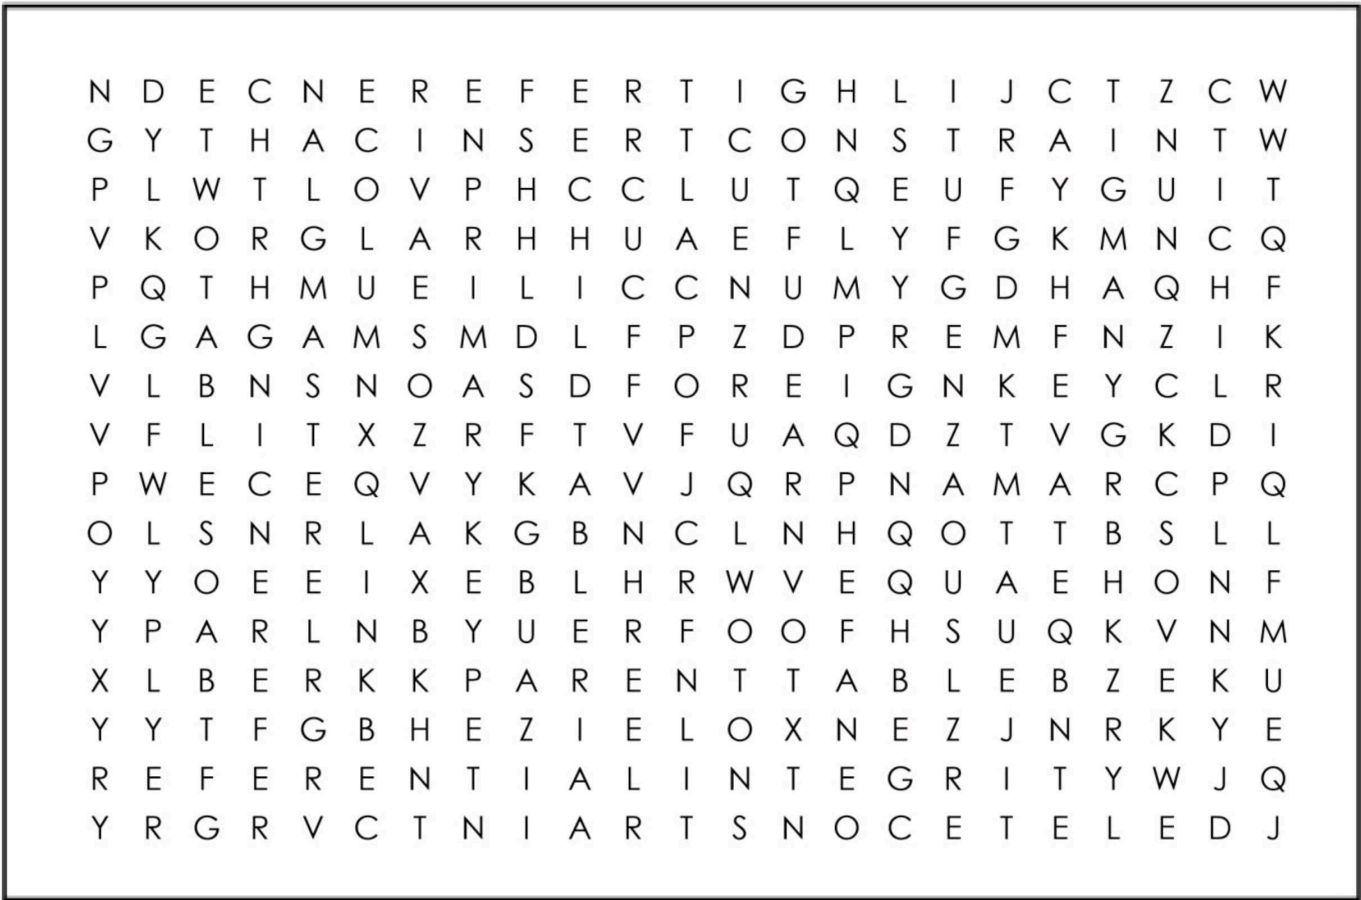 N D E C N E R E F E R T I G H L I J C T Z C W
G Y T H A C I N S E R T C O N S T R A I N T W
P L W T L O V P H C C L U T Q E U F Y G U I T
V K O R G L A R H H U A E F L Y F G K M N C Q
P Q T H M U E I L I C C N U M Y G D H A Q H F
L G A G A M S M D L F P Z D P R E M F N Z I K
V L B N S N O A S D F O R E I G N K E Y C L R
V F L I T X Z R F T V F U A Q D Z T V G K D I
P W E C E Q V Y K A V J Q R P N A M A R C P Q
O L S N R L A K G B N C L N H Q O T T B S L L
Y Y O E E I X E B L H R W V E Q U A E H O N F
Y P A R L N B Y U E R F O O F H S U Q K V N M
X L B E R K K P A R E N T T A B L E B Z E K U
Y Y T F G B H E Z I E L O X N E Z J N R K Y E
R E F E R E N T I A L I N T E G R I T Y W J Q
Y R G R V C T N I A R T S N O C E T E L E D J